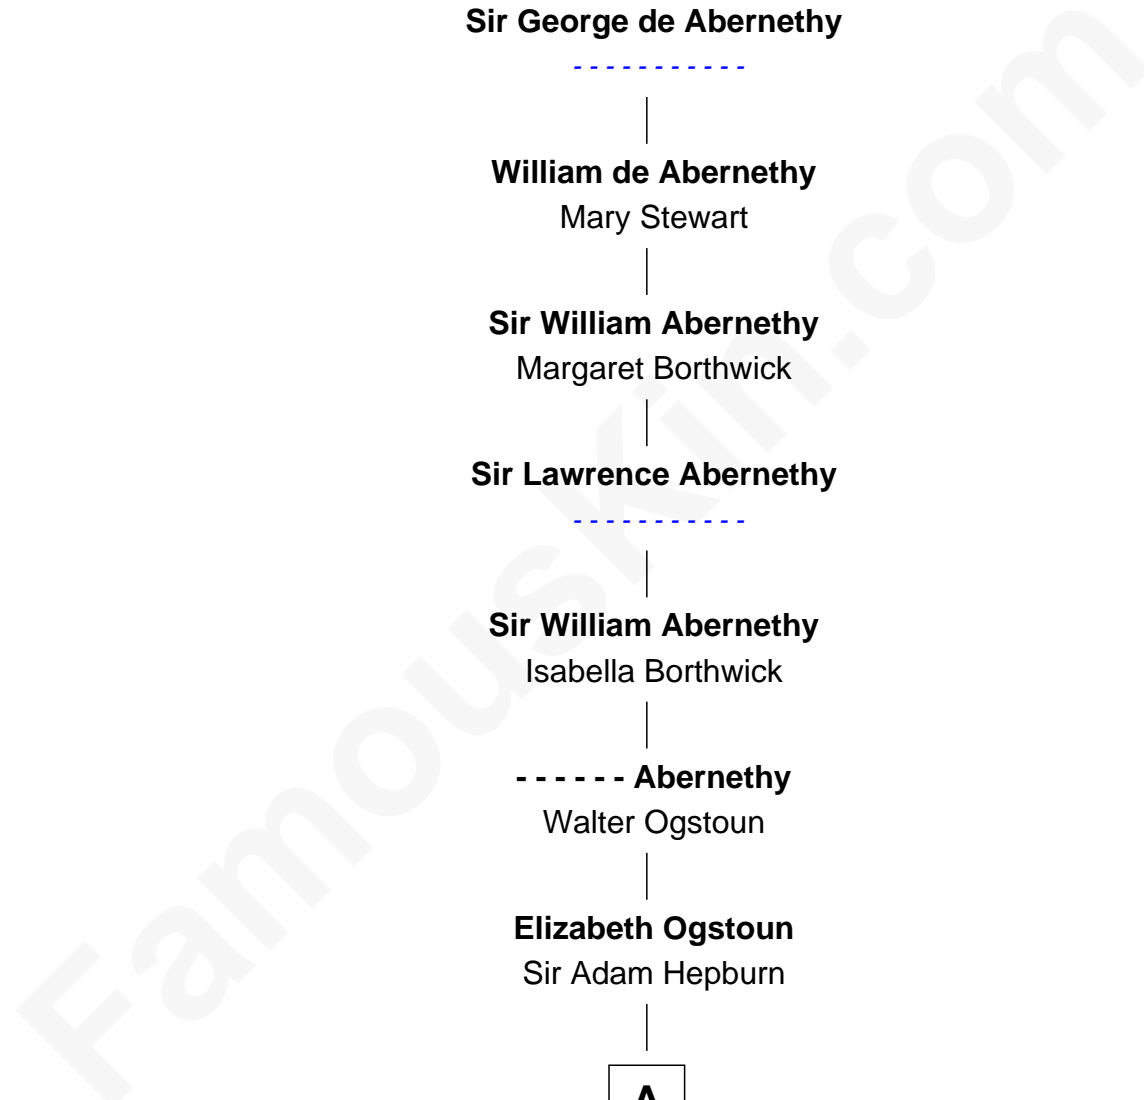 Sir George de Abernethy
- - - - - - - - - - -
William de Abernethy
Mary Stewart
Sir William Abernethy
Margaret Borthwick
Sir Lawrence Abernethy
- - - - - - - - - - -
Sir William Abernethy
Isabella Borthwick
- - - - - - Abernethy
Walter Ogstoun
Elizabeth Ogstoun
Sir Adam Hepburn
A
FamousKin.com